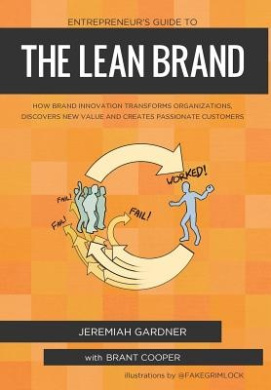 ENTREPRENEUR'S GUIDE TO
THE LEAN BRAND
HOW BRAND INNOVATION TRANSFORMS ORGANIZATIONS,
DISCOVERS NEW VALUE AND CREATES PASSIONATE CUSTOMERS
WORKED!
FAIL!
FAIL!
FAIL!
JEREMIAH GARDNER
with BRANT COOPER
illustrations by @FAKEGRIMLOCK